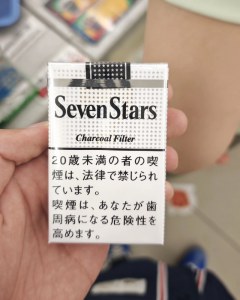 SevenStars
Charcoal Filter
20歳未満の者の喫
煙は、法律で禁じられ
ています。
喫煙は、あなたが歯
周病になる危険性を
高めます。